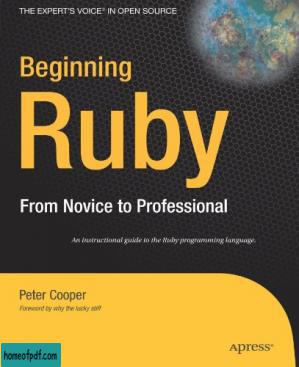 THE EXPERT'S VOICE® IN OPEN SOURCE
Beginning
Ruby
From Novice to Professional
An instructional guide to the Ruby programming language.
Peter Cooper
Foreword by why the lucky stiff
Apress®
homeofpdf.com